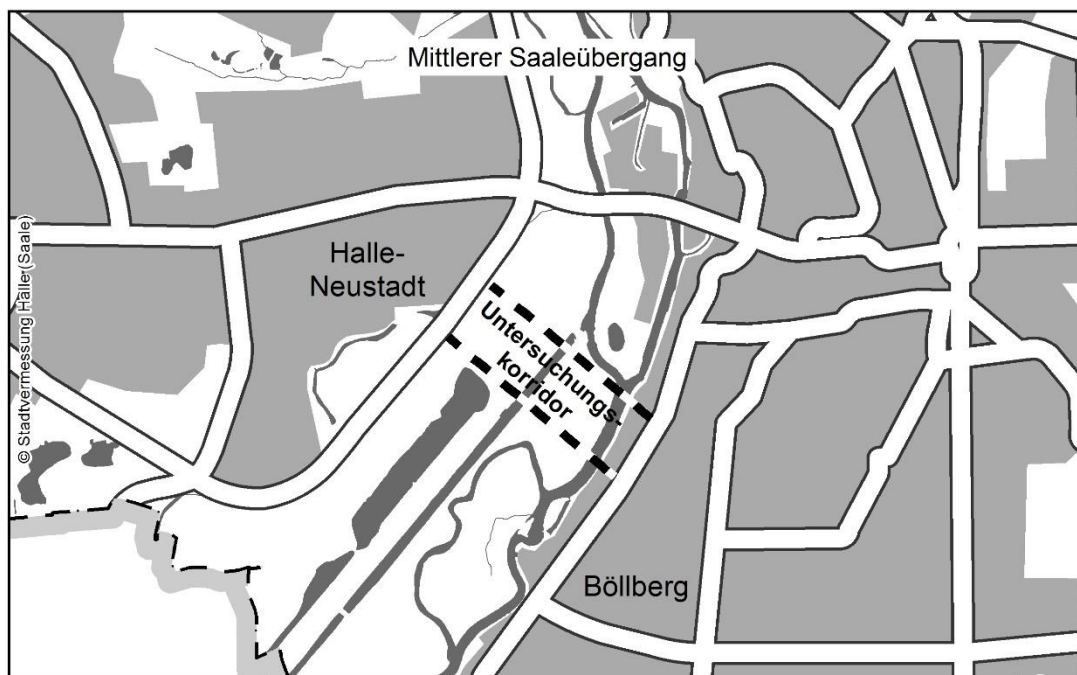 Mittlerer Saaleübergang
Halle-
Neustadt
Untersuchungs-
korridor
Böllberg
© Stadtvermessung Halle (Saale)